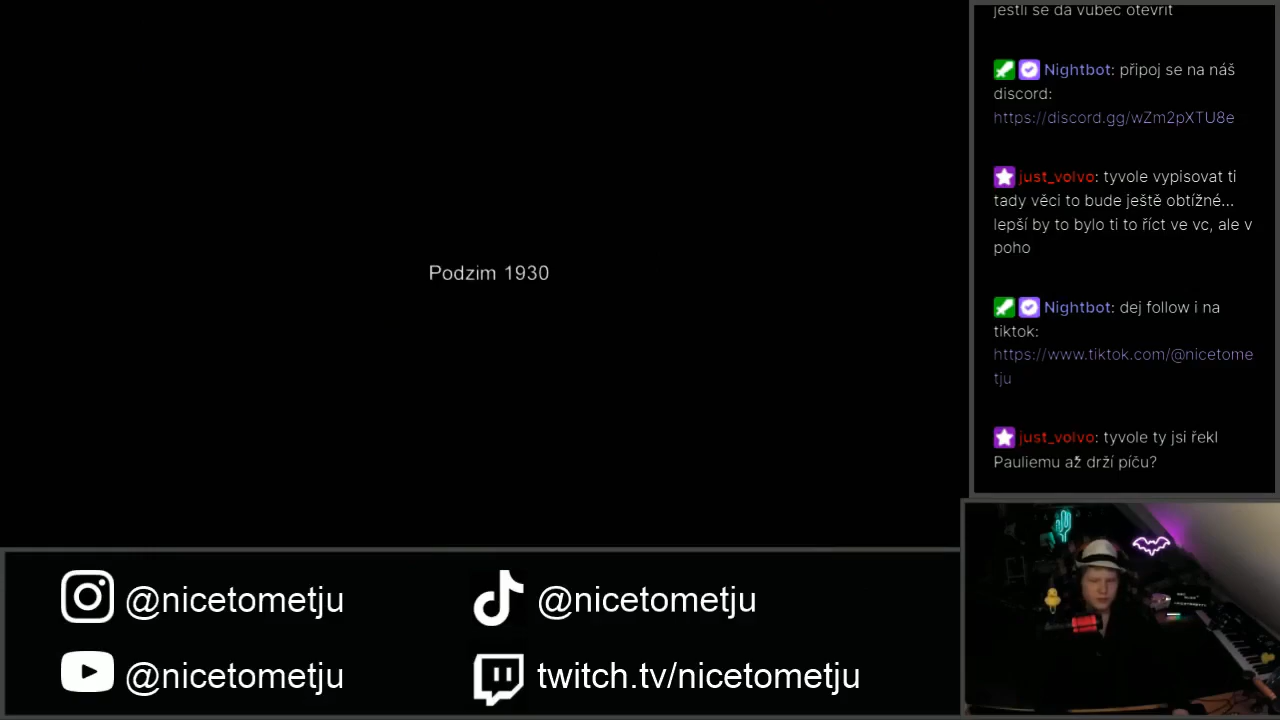 jestli se dá vůbec otevřít
Nightbot: připoj se na náš
discord:
https://discord.gg/wZm2pXTU8e
just_volvo: tyvole vypisovat ti
tady věci to bude ještě obtížné...
lepší by to bylo ti to říct ve vc, ale v
poho
Nightbot: dej follow i na
tiktok:
https://www.tiktok.com/@nicetome
tju
just_volvo: tyvole ty jsi řekl
Pauliemu až drží píču?
Podzim 1930
@nicetometju
@nicetometju
@nicetometju
twitch.tv/nicetometju